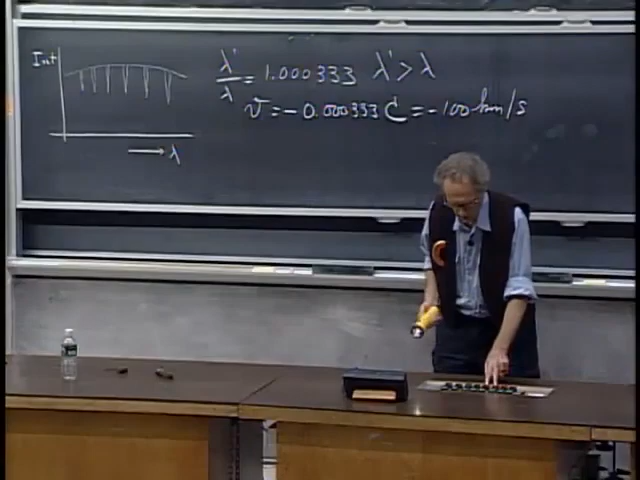 Int
λ'/λ = 1.000333 λ' > λ
v = - 0.000333 C = - 100 km/s
→ λ